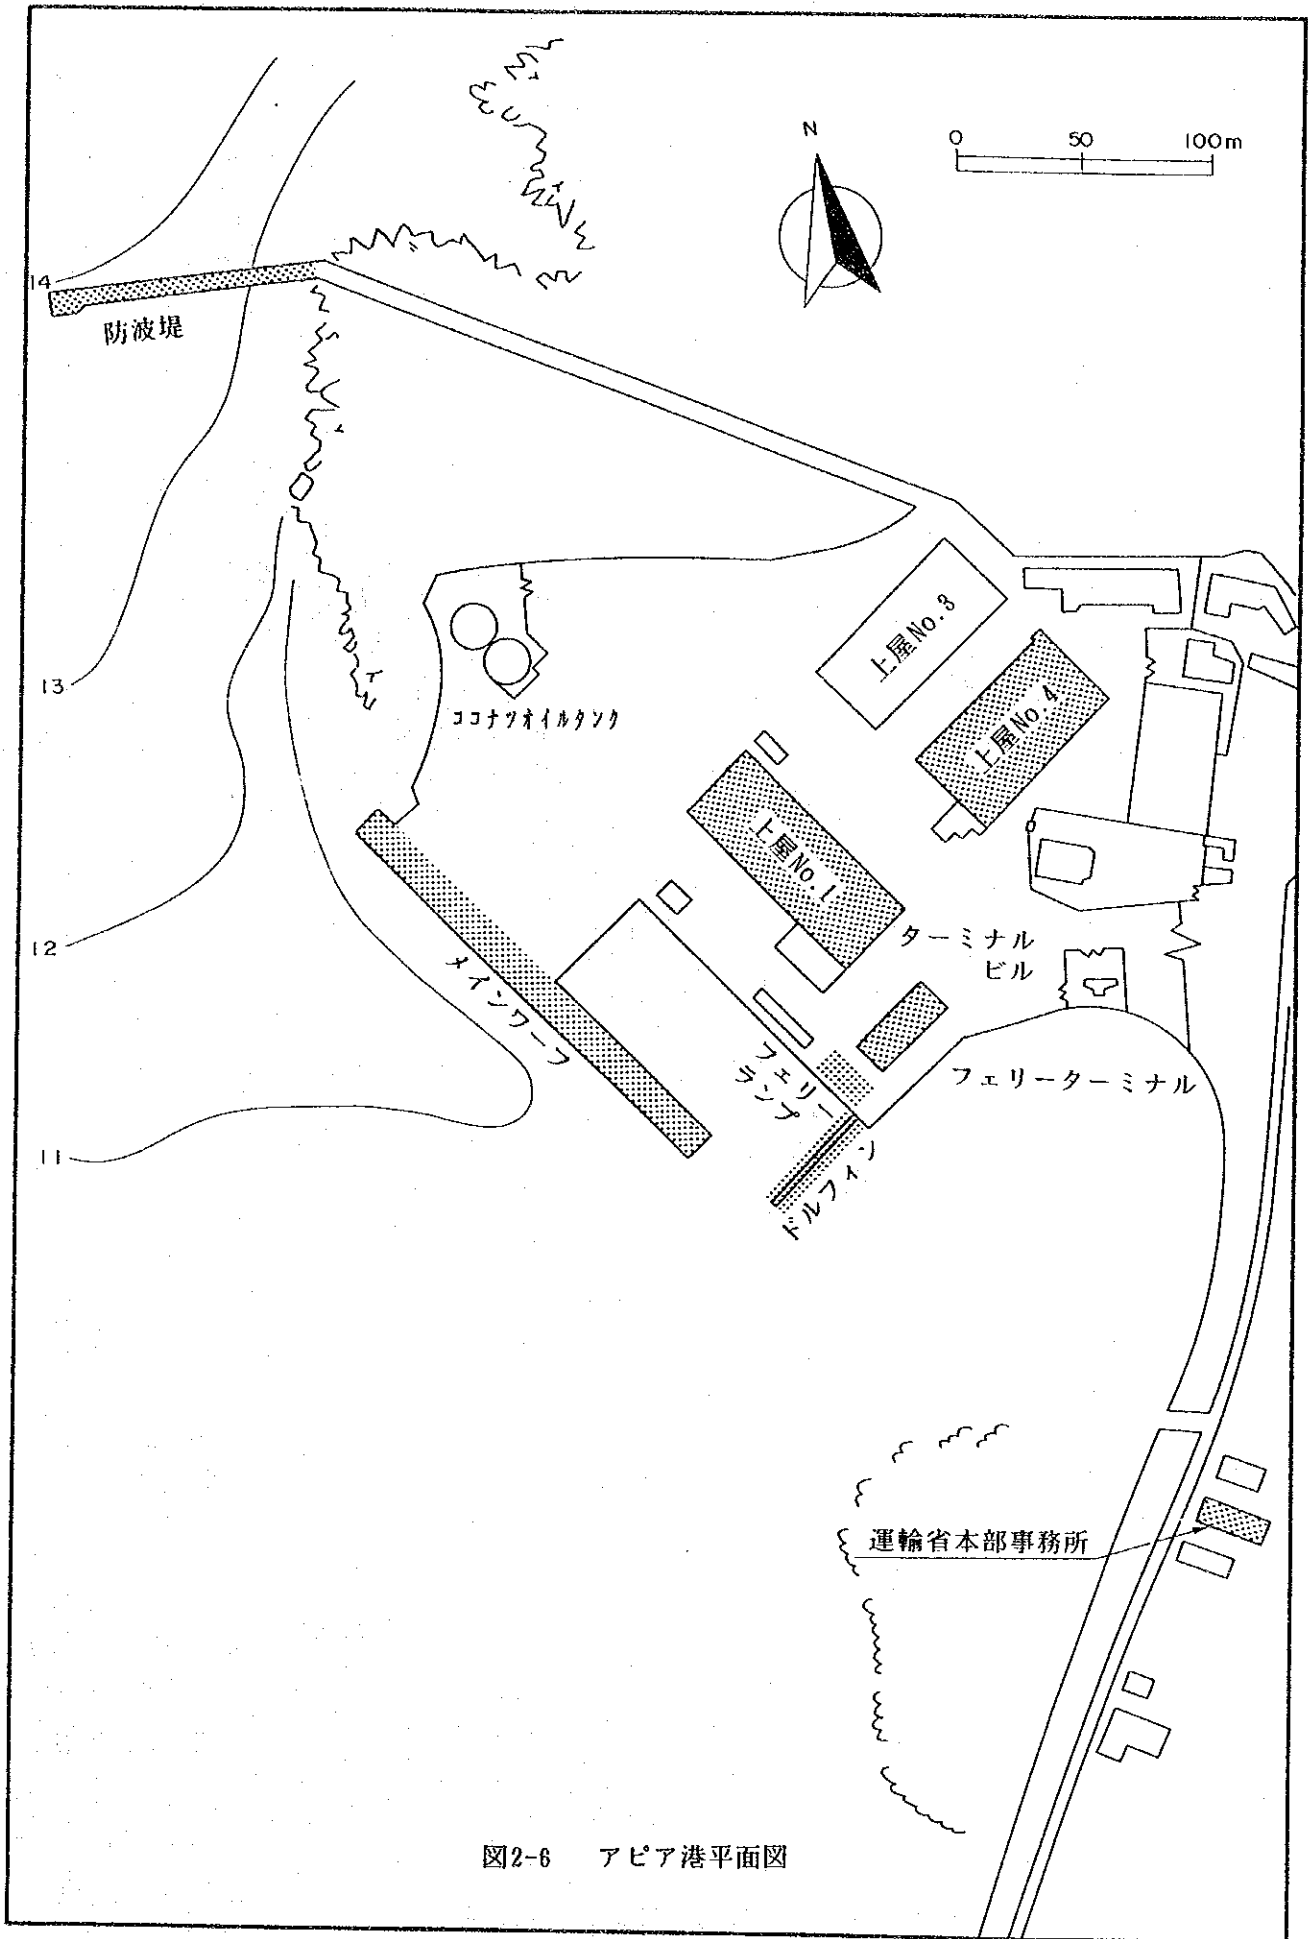 N
0 50 100m
14
防波堤
上屋No.3
13
ココナツオイルタンク
上屋No.4
上屋No.1
12
ターミナル
ビル
メインワーフ
フェリー
ランプ
フェリーターミナル
11
ドルフィン
運輸省本部事務所
図2-6 アピア港平面図